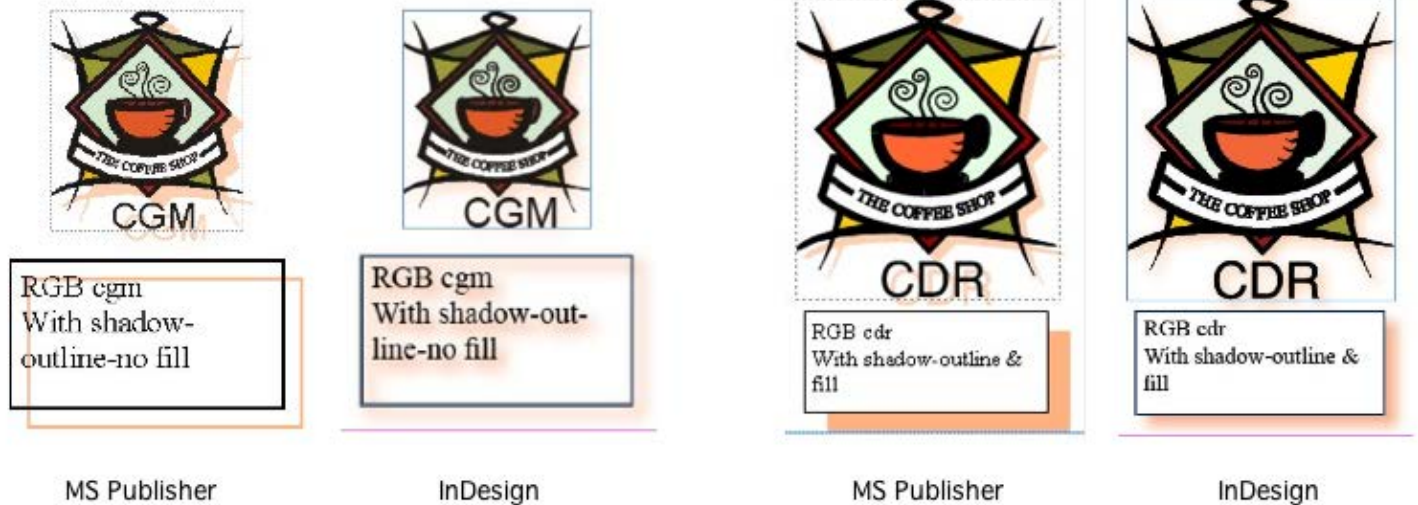 THE COFFEE SHOP
CGM
RGB cgm
With shadow-
outline-no fill
MS Publisher
THE COFFEE SHOP
CGM
RGB cgm
With shadow-out-
line-no fill
InDesign
THE COFFEE SHOP
CDR
RGB cdr
With shadow-outline &
fill
MS Publisher
THE COFFEE SHOP
CDR
RGB cdr
With shadow-outline &
fill
InDesign